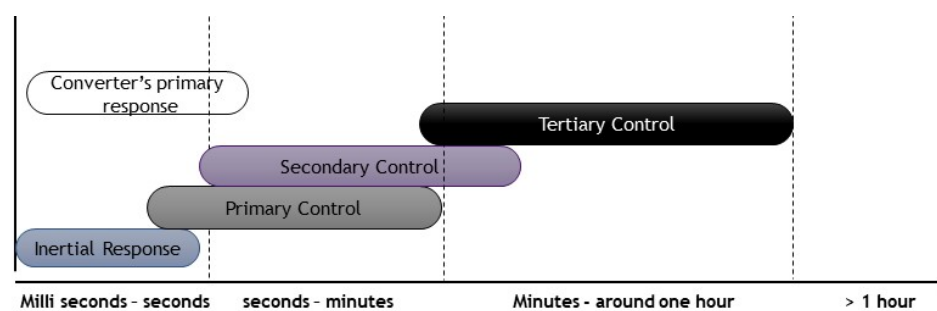 Converter's primary
response
Tertiary Control
Secondary Control
Primary Control
Inertial Response
Milli seconds - seconds
seconds - minutes
Minutes - around one hour
> 1 hour